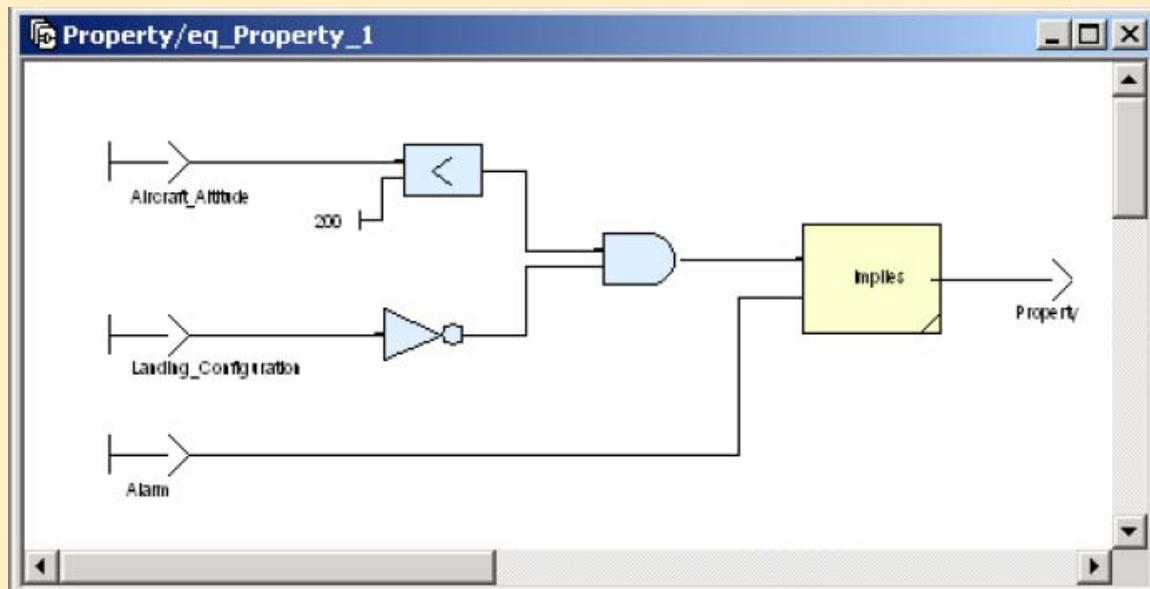 Property/eq_Property_1
Aircraft_Altitude
<
200
Implies
Property
Landing_Configuration
Alarm